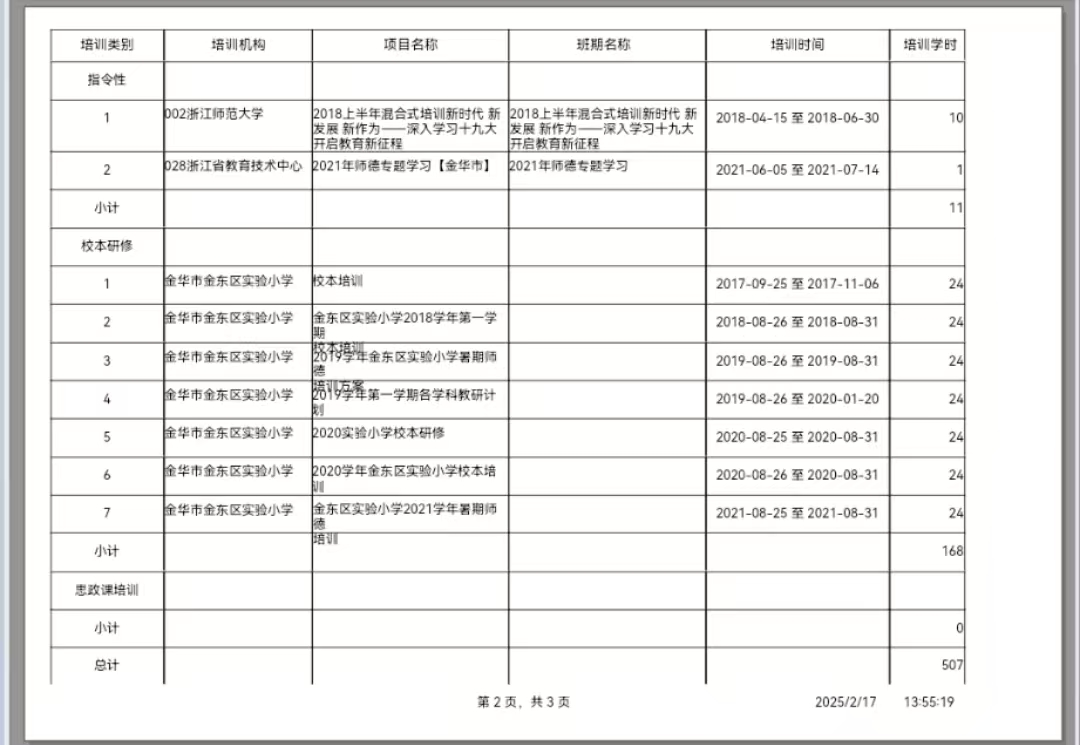 培训类别 培训机构 项目名称 班期名称 培训时间 培训学时
指令性
1 002浙江师范大学 2018上半年混合式培训新时代 新 2018上半年混合式培训新时代 新 2018-04-15 至 2018-06-30 10
发展 新作为——深入学习十九大 发展 新作为——深入学习十九大
开启教育新征程 开启教育新征程
2 028浙江省教育技术中心 2021年师德专题学习【金华市】 2021年师德专题学习 2021-06-05 至 2021-07-14 1
小计 11
校本研修
1 金华市金东区实验小学 校本培训 2017-09-25 至 2017-11-06 24
2 金华市金东区实验小学 金东区实验小学2018学年第一学 2018-08-26 至 2018-08-31 24
期
校本培训
3 金华市金东区实验小学 2019学年金东区实验小学暑期师 2019-08-26 至 2019-08-31 24
德
培训方案
4 金华市金东区实验小学 2019学年第一学期各学科教研计 2019-08-26 至 2020-01-20 24
划
5 金华市金东区实验小学 2020实验小学校本研修 2020-08-25 至 2020-08-31 24
6 金华市金东区实验小学 2020学年金东区实验小学校本培 2020-08-26 至 2020-08-31 24
训
7 金华市金东区实验小学 金东区实验小学2021学年暑期师 2021-08-25 至 2021-08-31 24
德
培训
小计 168
思政课培训
小计 0
总计 507
第 2 页，共 3 页 2025/2/17 13:55:19